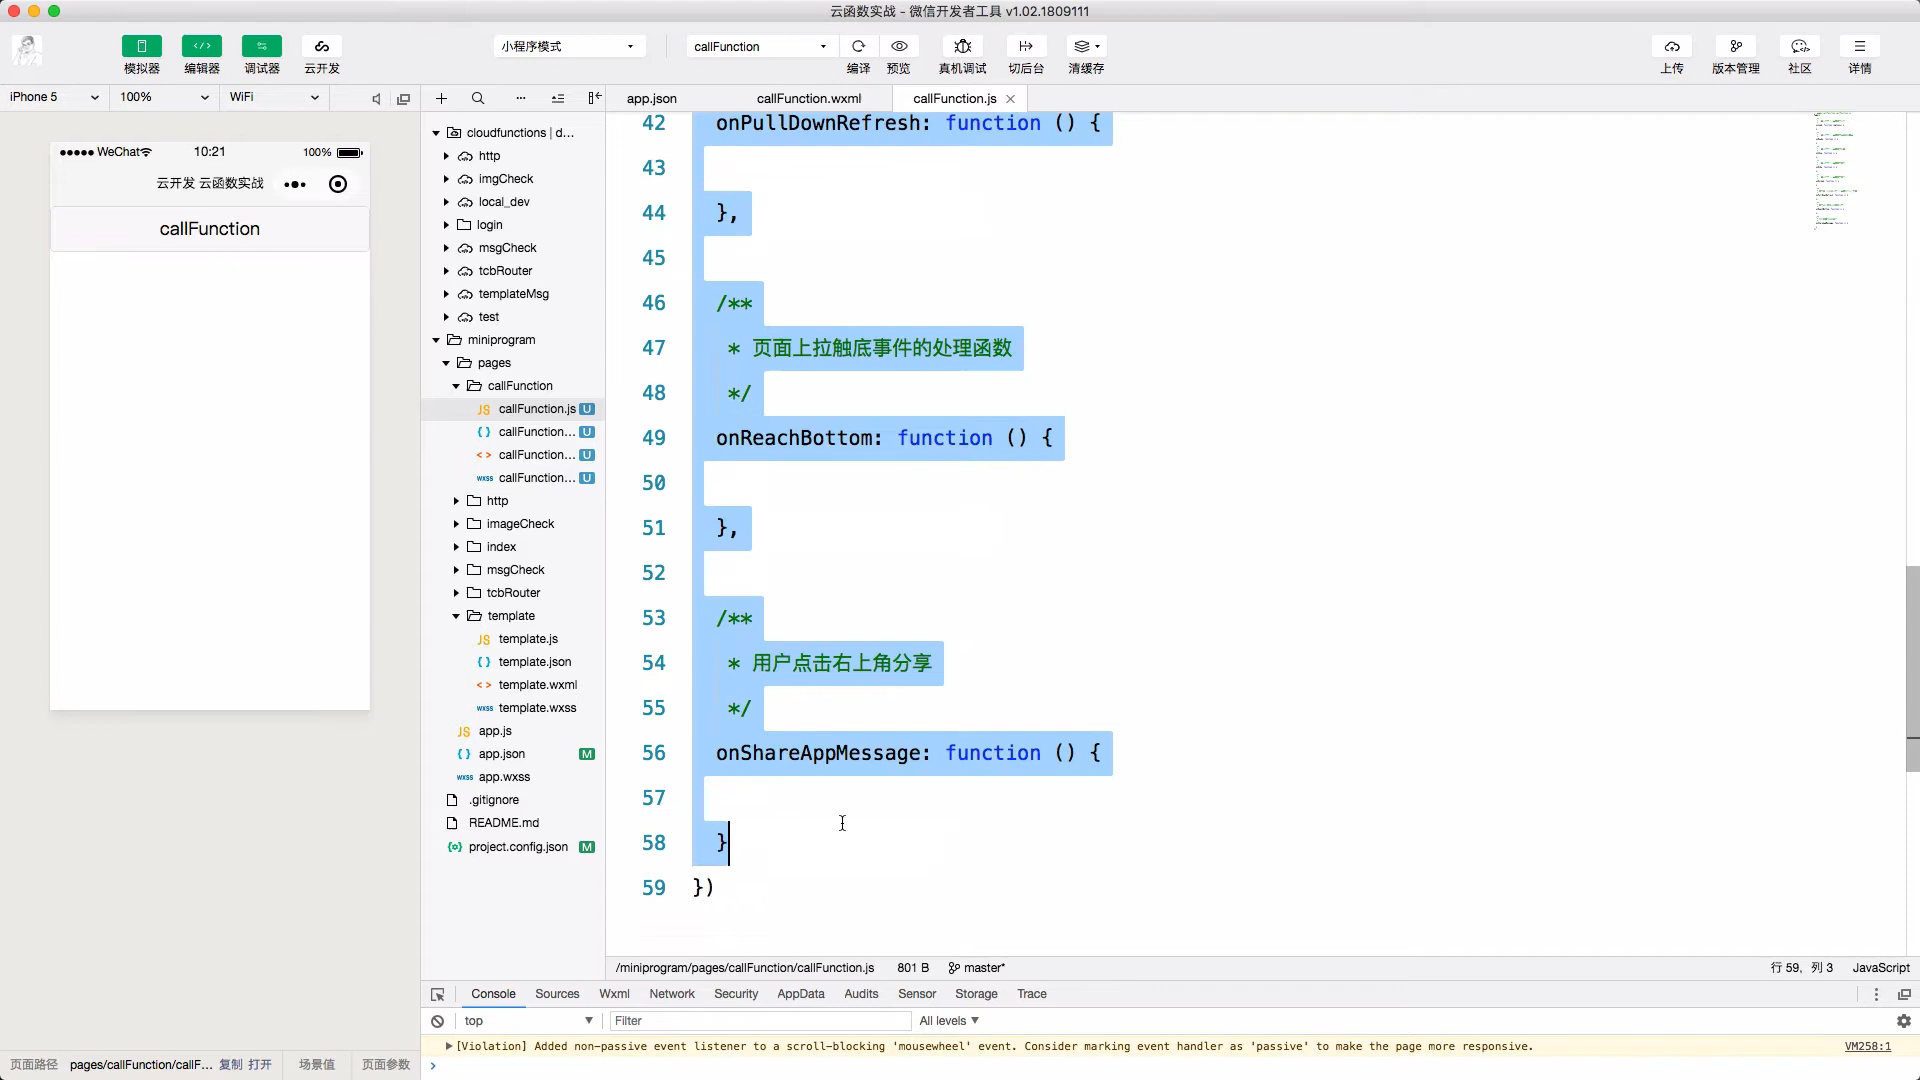 云函数实战 - 微信开发者工具 v1.02.1809111
模拟器
编辑器
调试器
云开发
小程序模式
callFunction
编译
预览
真机调试
切后台
清缓存
上传
版本管理
社区
详情
iPhone 5
100%
WiFi
WeChat
10:21
100%
云开发 云函数实战
callFunction
cloudfunctions | d...
http
imgCheck
local_dev
login
msgCheck
tcbRouter
templateMsg
test
miniprogram
pages
callFunction
JS callFunction.js U
{ } callFunction... U
< > callFunction... U
wxss callFunction... U
http
imageCheck
index
msgCheck
tcbRouter
template
JS template.js
{ } template.json
< > template.wxml
wxss template.wxss
JS app.js
{ } app.json M
wxss app.wxss
.gitignore
README.md
project.config.json M
app.json
callFunction.wxml
callFunction.js
42 onPullDownRefresh: function () {
43
44 },
45
46 /**
47 * 页面上拉触底事件的处理函数
48 */
49 onReachBottom: function () {
50
51 },
52
53 /**
54 * 用户点击右上角分享
55 */
56 onShareAppMessage: function () {
57
58 }
59 })
/miniprogram/pages/callFunction/callFunction.js 801 B master*
行 59, 列 3 JavaScript
Console Sources Wxml Network Security AppData Audits Sensor Storage Trace
top
Filter
All levels
[Violation] Added non-passive event listener to a scroll-blocking 'mousewheel' event. Consider marking event handler as 'passive' to make the page more responsive.
VM258:1
页面路径 pages/callFunction/callF... 复制 打开 场景值 页面参数